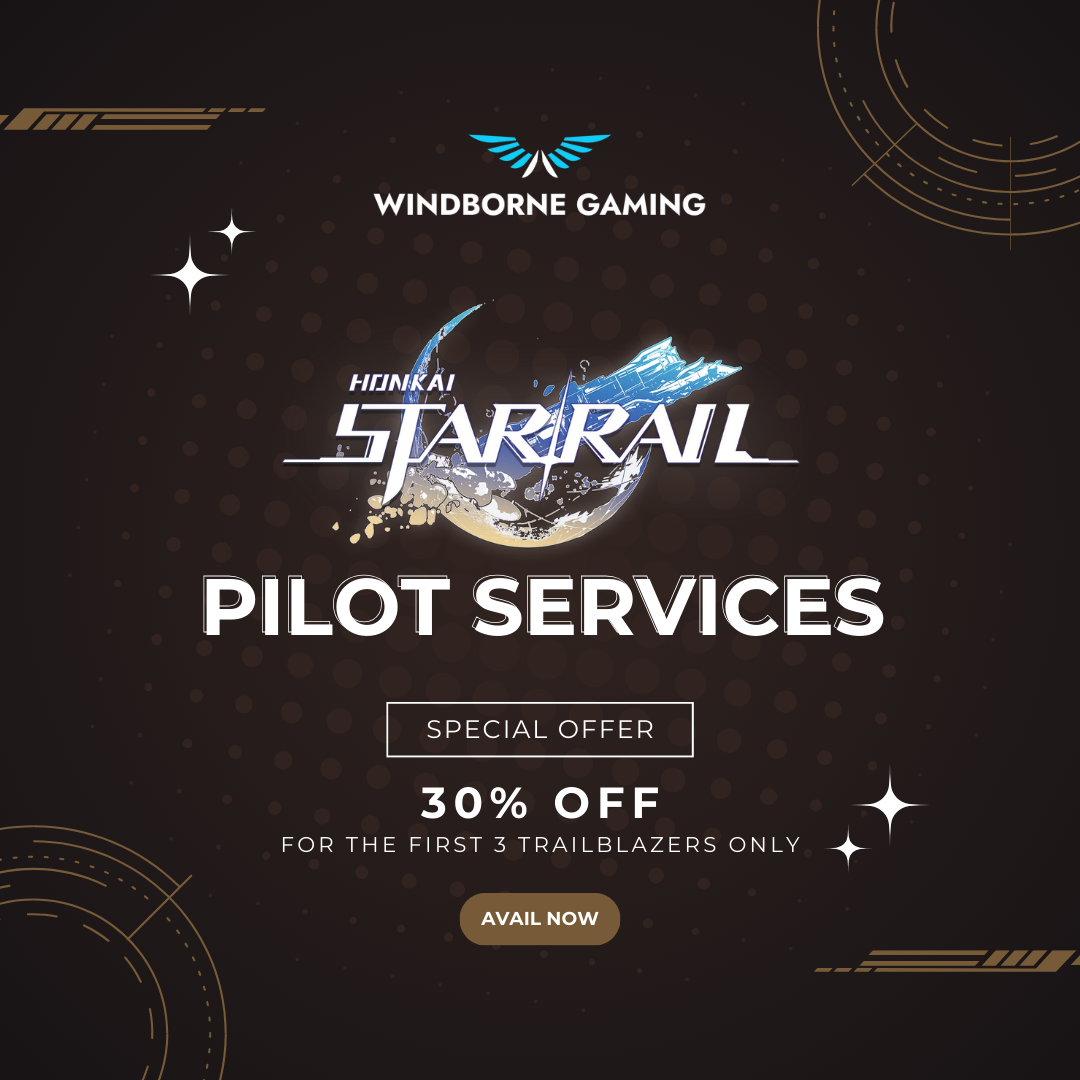 WINDBORNE GAMING
HONKAI
STAR RAIL
PILOT SERVICES
SPECIAL OFFER
30% OFF
FOR THE FIRST 3 TRAILBLAZERS ONLY
AVAIL NOW